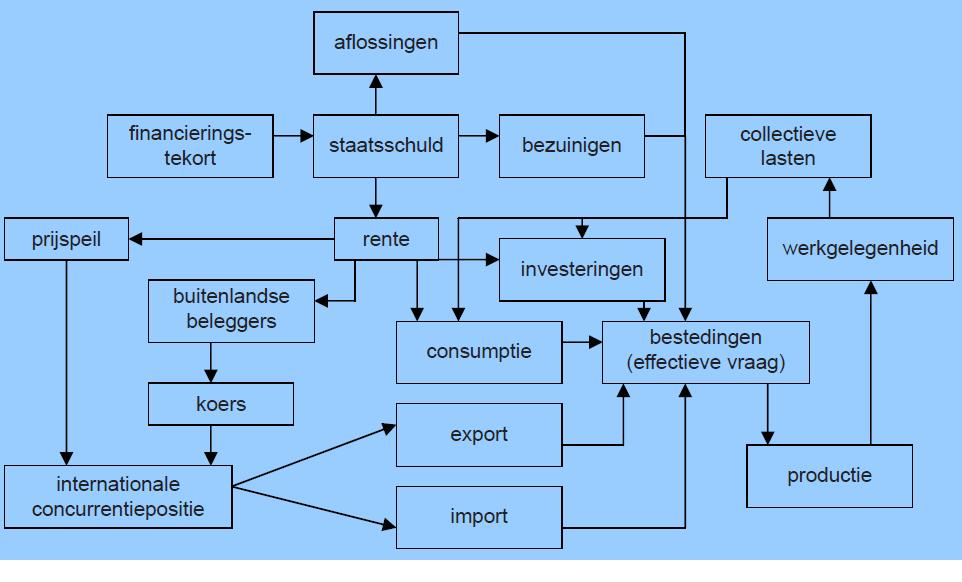 aflossingen
financierings-
tekort
staatsschuld
bezuinigen
collectieve
lasten
prijspeil
rente
investeringen
werkgelegenheid
buitenlandse
beleggers
consumptie
bestedingen
(effectieve vraag)
koers
export
internationale
concurrentiepositie
import
productie